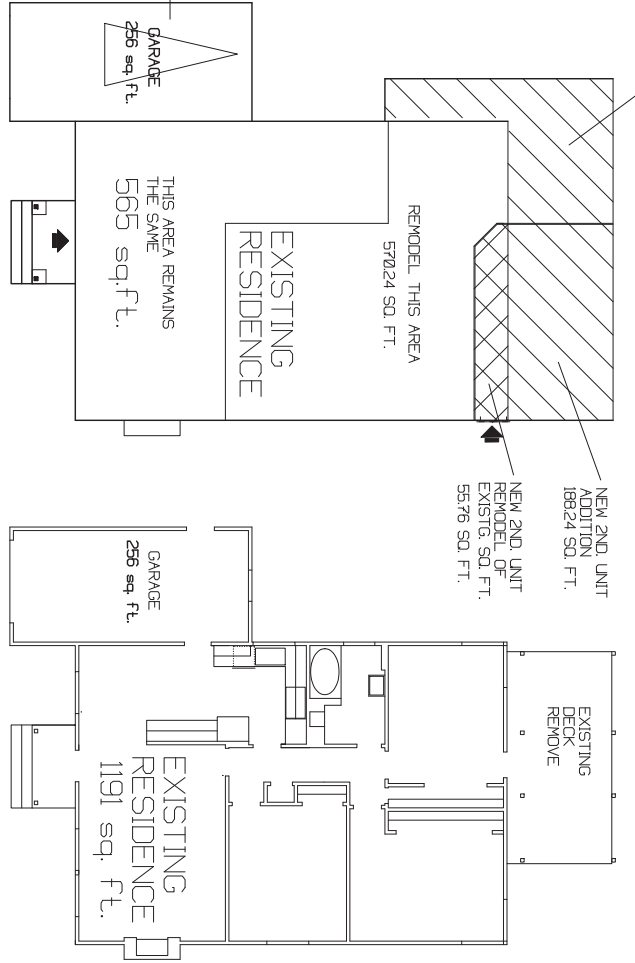 GARAGE
256 sq. ft.
THIS AREA REMAINS
THE SAME
565 sq.ft.
EXISTING
RESIDENCE
REMODEL THIS AREA
570.24 SQ. FT.
NEW 2ND. UNIT
ADDITION
188.24 SQ. FT.
NEW 2ND. UNIT
REMODEL OF
EXISTG. SQ. FT.
55.76 SQ. FT.
GARAGE
256 sq. ft.
EXISTING
RESIDENCE
1191 sq. ft.
EXISTING
DECK
REMOVE